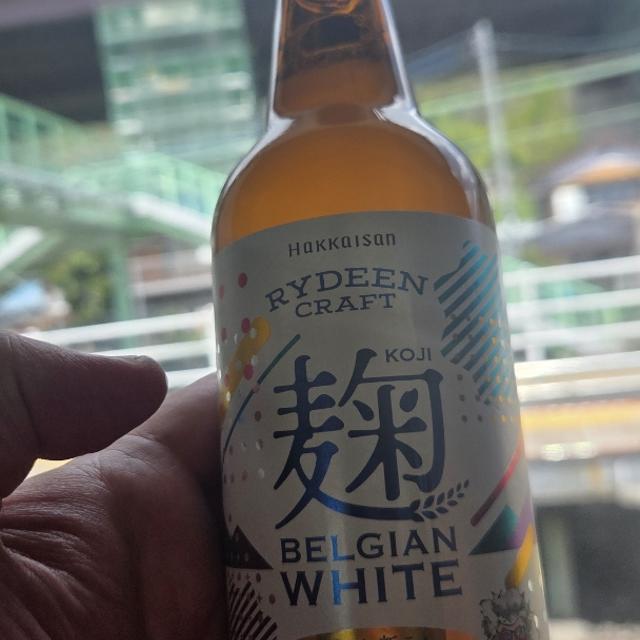 Hakkaisan
RYDEEN
CRAFT
KOJI
麹
BELGIAN
WHITE